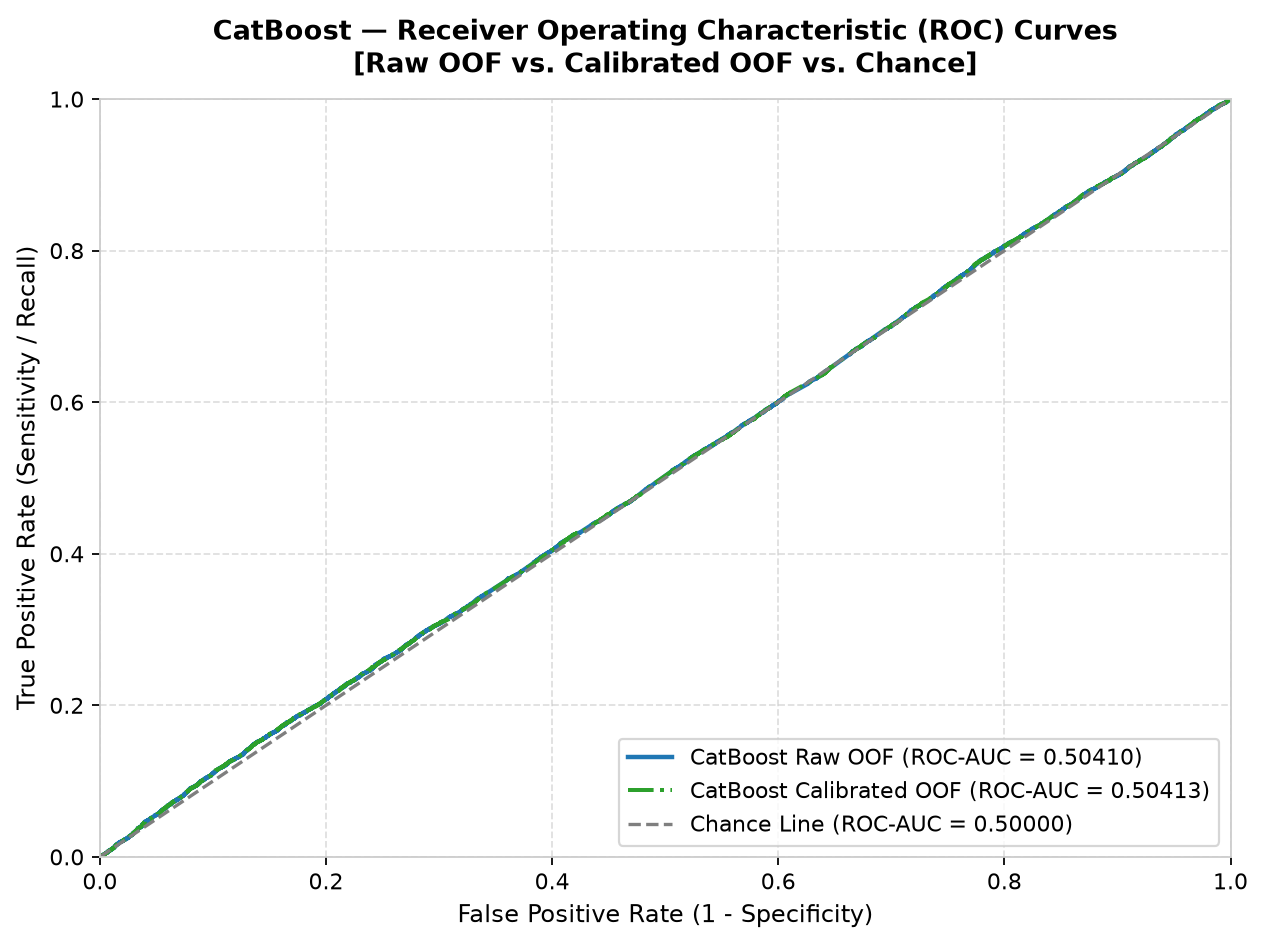 CatBoost — Receiver Operating Characteristic (ROC) Curves
[Raw OOF vs. Calibrated OOF vs. Chance]
True Positive Rate (Sensitivity / Recall)
1.0
0.8
0.6
0.4
0.2
0.0
CatBoost Raw OOF (ROC-AUC = 0.50410)
CatBoost Calibrated OOF (ROC-AUC = 0.50413)
Chance Line (ROC-AUC = 0.50000)
0.0 0.2 0.4 0.6 0.8 1.0
False Positive Rate (1 - Specificity)